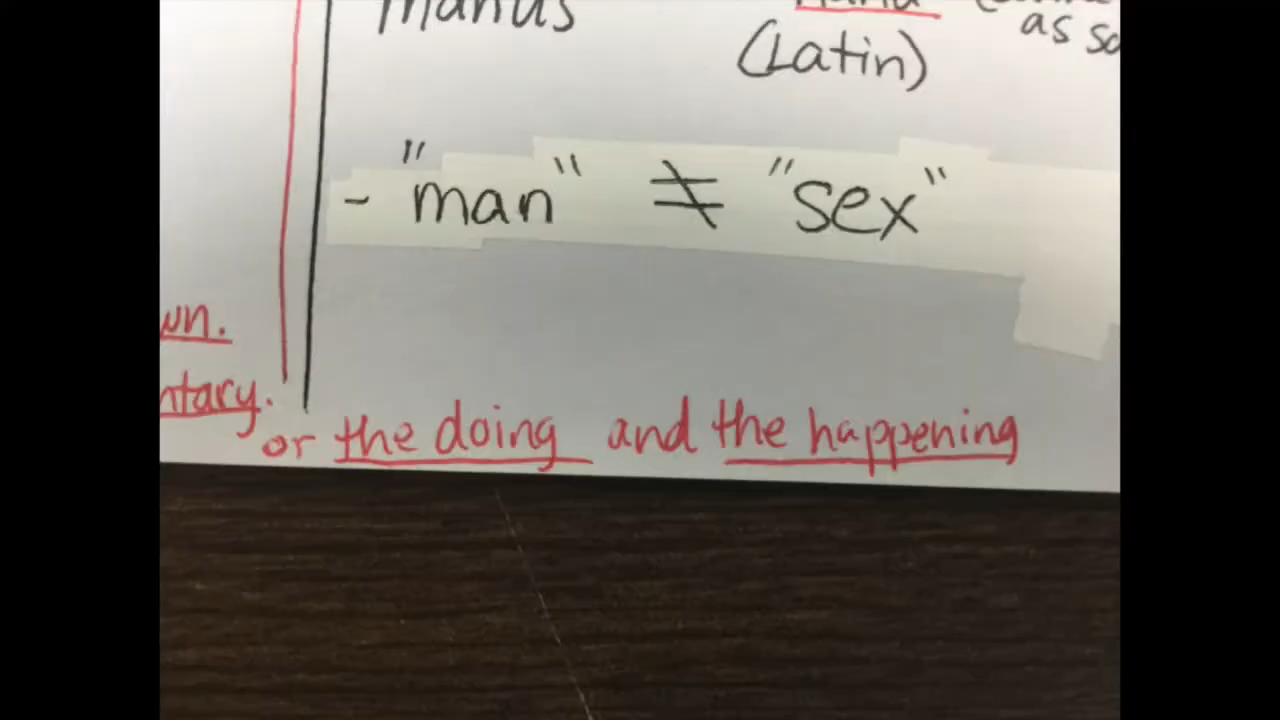 manus
(Latin)
as so
- "man" ≠ "sex"
wn.
ntary.
or the doing and the happening